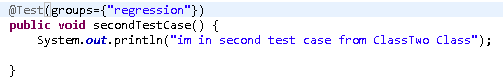 @Test(groups={"regression"})
public void secondTestCase() {
System.out.println("im in second test case from ClassTwo Class");
}